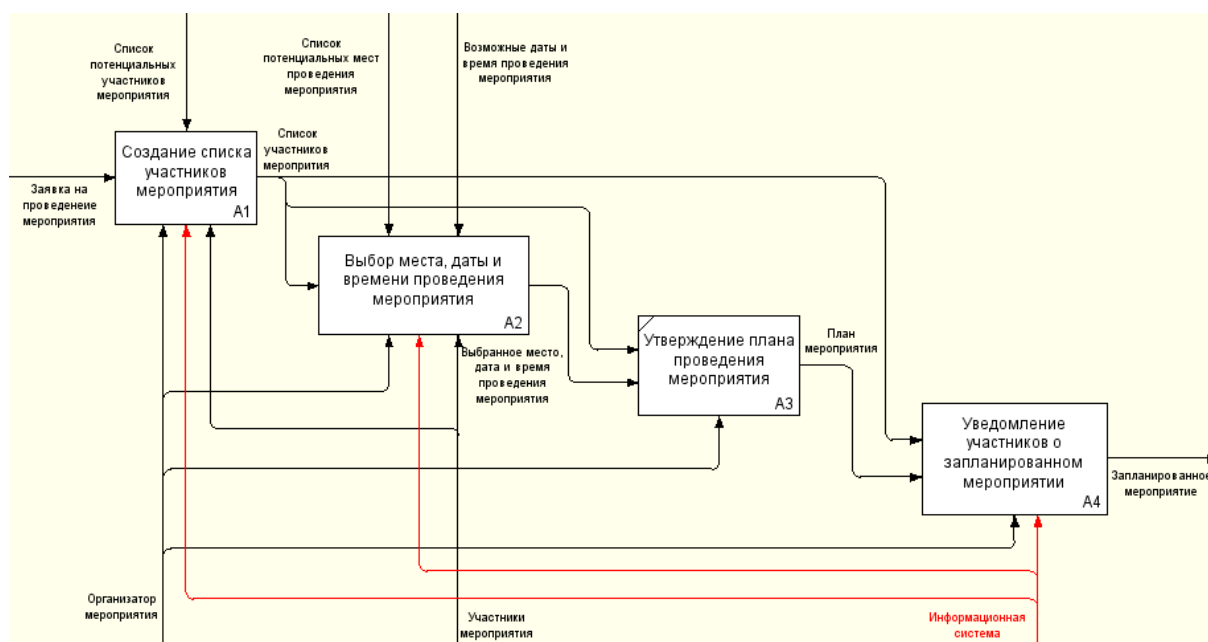 Список
потенциальных
участников
мероприятия
Список
потенциальных мест
проведения
мероприятия
Возможные даты и
время проведения
мероприятия
Заявка на
проведенеие
мероприятия
Создание списка
участников
мероприятия
A1
Список
участников
меропрития
Выбор места, даты и
времени проведения
мероприятия
A2
Выбранное место,
дата и время
проведения
мероприятия
Утверждение плана
проведения
мероприятия
A3
План
мероприятия
Уведомление
участников о
запланированном
мероприятии
A4
Запланированное
мероприятие
Организатор
мероприятия
Участники
мероприятия
Информационная
система